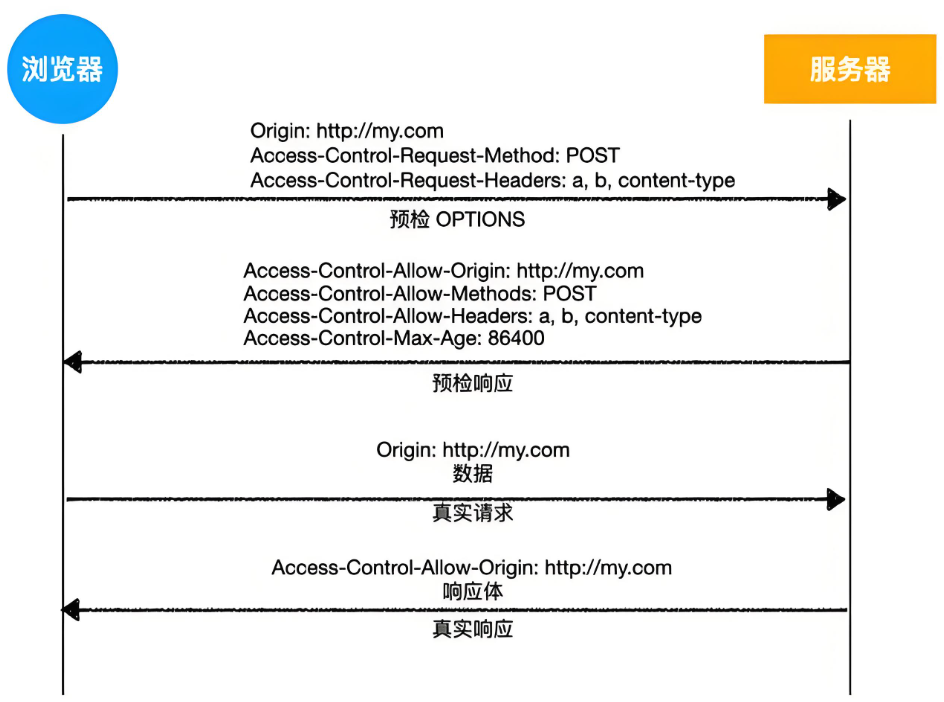 浏览器
服务器
Origin: http://my.com
Access-Control-Request-Method: POST
Access-Control-Request-Headers: a, b, content-type
预检 OPTIONS
Access-Control-Allow-Origin: http://my.com
Access-Control-Allow-Methods: POST
Access-Control-Allow-Headers: a, b, content-type
Access-Control-Max-Age: 86400
预检响应
Origin: http://my.com
数据
真实请求
Access-Control-Allow-Origin: http://my.com
响应体
真实响应